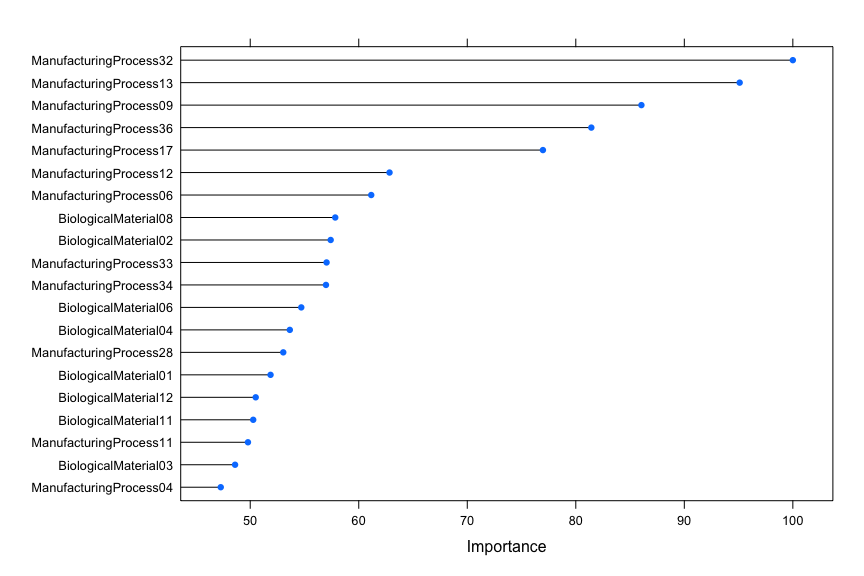 ManufacturingProcess32
ManufacturingProcess13
ManufacturingProcess09
ManufacturingProcess36
ManufacturingProcess17
ManufacturingProcess12
ManufacturingProcess06
BiologicalMaterial08
BiologicalMaterial02
ManufacturingProcess33
ManufacturingProcess34
BiologicalMaterial06
BiologicalMaterial04
ManufacturingProcess28
BiologicalMaterial01
BiologicalMaterial12
BiologicalMaterial11
ManufacturingProcess11
BiologicalMaterial03
ManufacturingProcess04
50 60 70 80 90 100
Importance